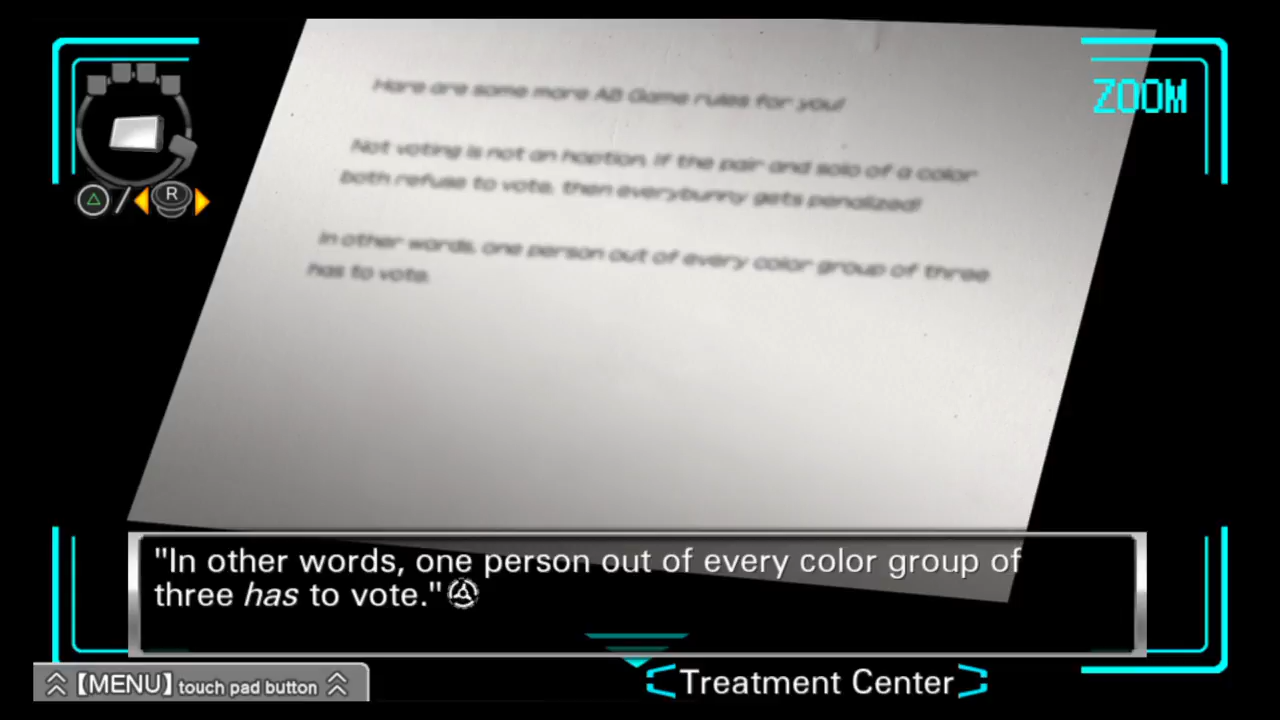 ZOOM
Hare are some more AB Game rules for you!
Not voting is not an hoption. If the pair and solo of a color
both refuse to vote, then everybunny gets penalized!
In other words, one person out of every color group of three
has to vote.
R
"In other words, one person out of every color group of
three has to vote."
【MENU】 touch pad button
Treatment Center